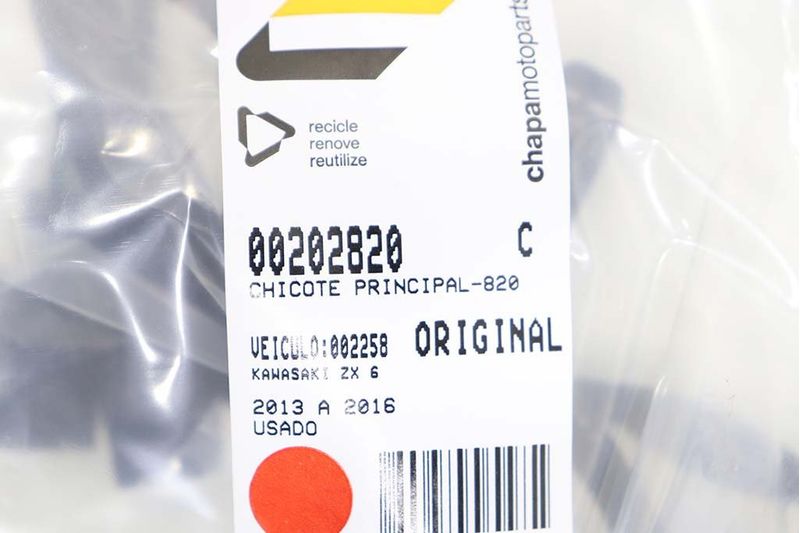 chapamotoparts
recicle
renove
reutilize
00202820 C
CHICOTE PRINCIPAL-820
VEICULO:002258 ORIGINAL
KAWASAKI ZX 6
2013 A 2016
USADO